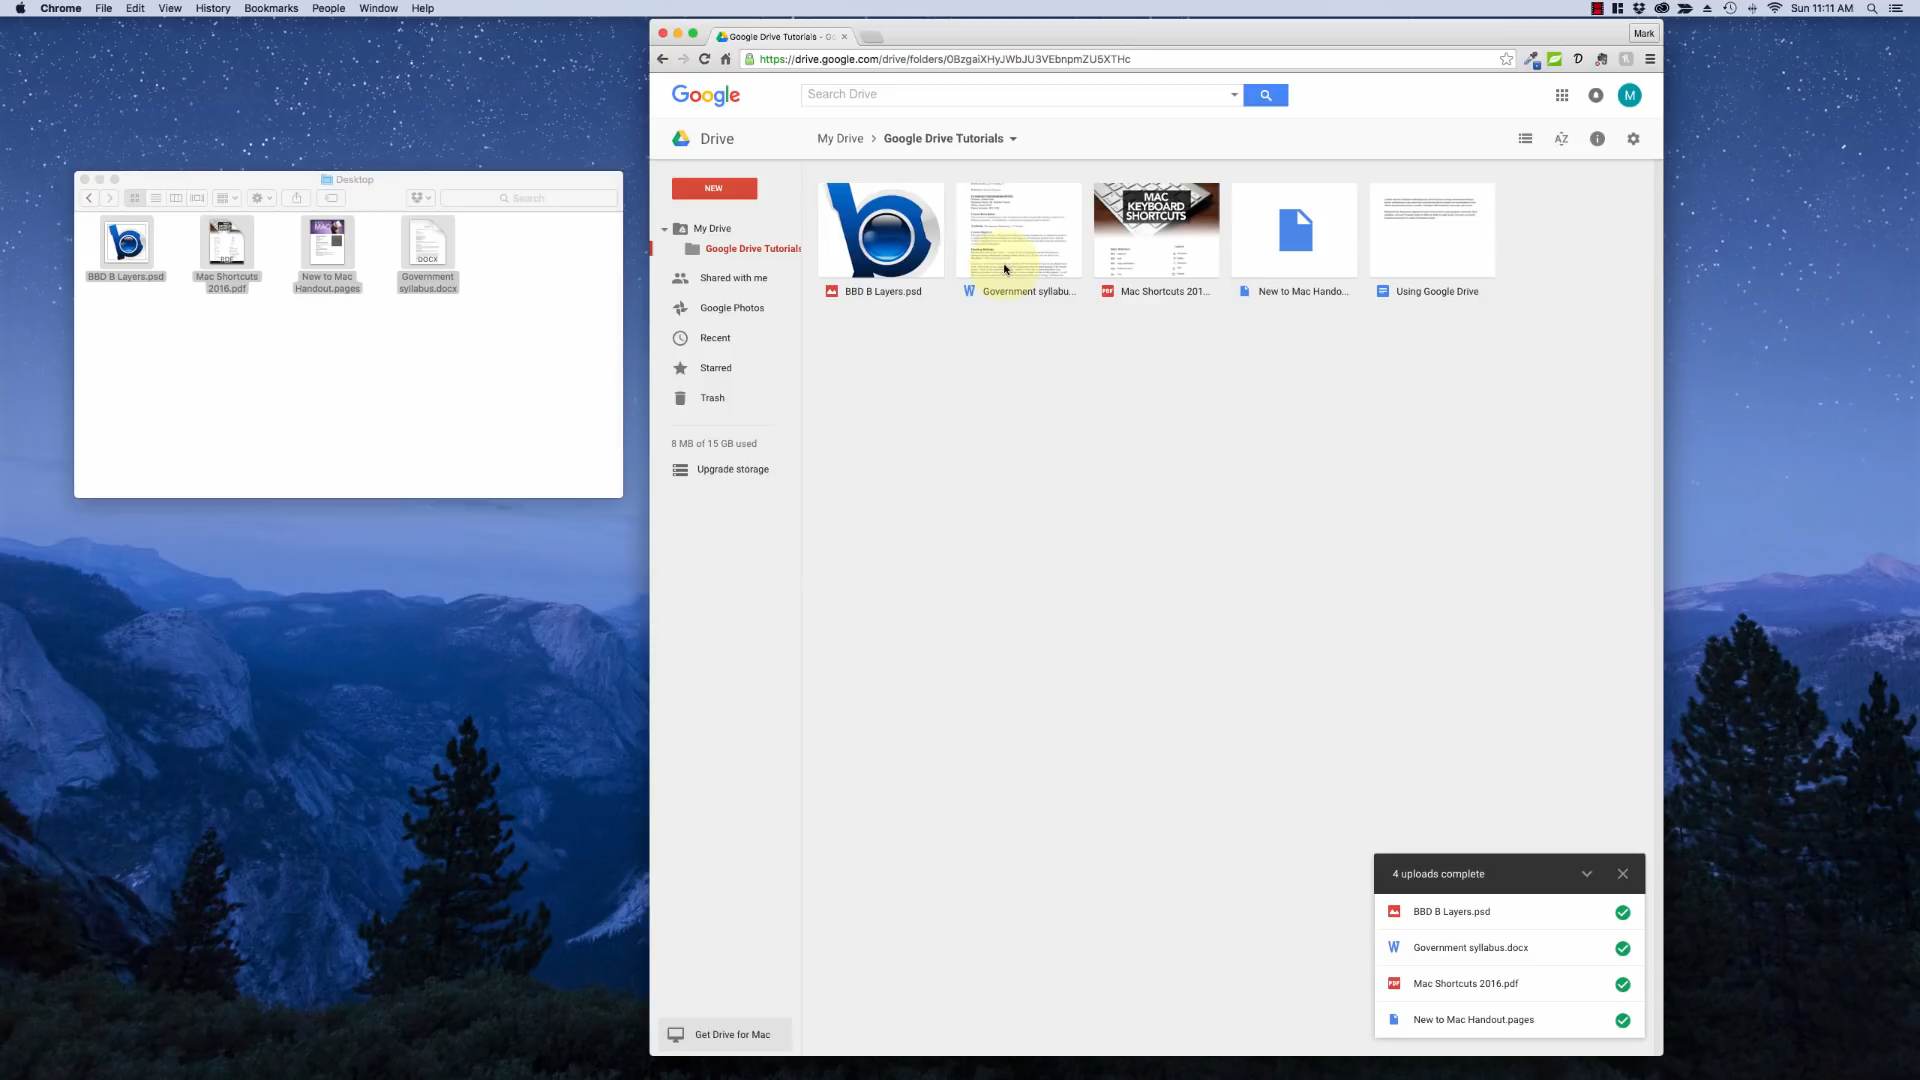 Chrome File Edit View History Bookmarks People Window Help
Sun 11:11 AM
Google Drive Tutorials - Go
Mark
https://drive.google.com/drive/folders/0BzgaiXHyJWbJU3VEbnpmZU5XTHc
Google
Search Drive
M
Drive
My Drive > Google Drive Tutorials
NEW
My Drive
Google Drive Tutorials
Shared with me
Google Photos
Recent
Starred
Trash
8 MB of 15 GB used
Upgrade storage
Get Drive for Mac
MAC
KEYBOARD
SHORTCUTS
BBD B Layers.psd
Government syllabu...
Mac Shortcuts 201...
New to Mac Hando...
Using Google Drive
Desktop
Search
PDF
MAC
DOCX
BBD B Layers.psd
Mac Shortcuts
2016.pdf
New to Mac
Handout.pages
Government
syllabus.docx
4 uploads complete
BBD B Layers.psd
W Government syllabus.docx
PDF Mac Shortcuts 2016.pdf
New to Mac Handout.pages